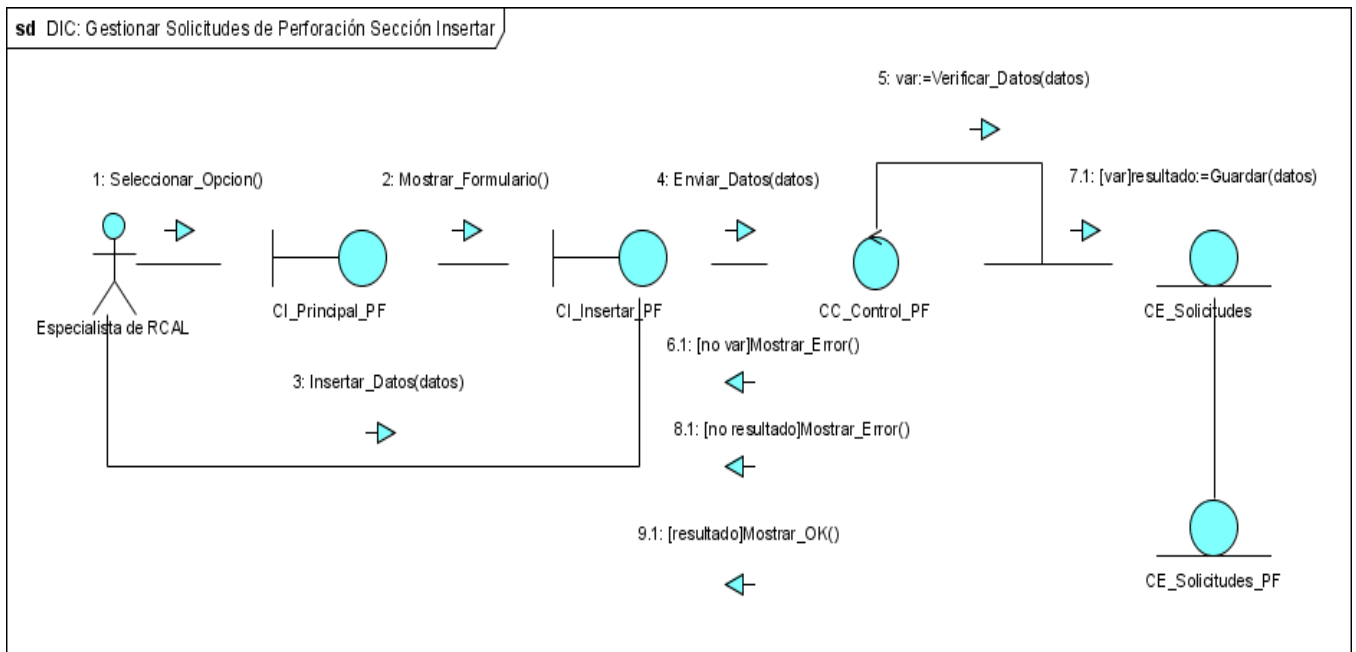 sd DIC: Gestionar Solicitudes de Perforación Sección Insertar
5: var:=Verificar_Datos(datos)
1: Seleccionar_Opcion()
2: Mostrar_Formulario()
4: Enviar_Datos(datos)
7.1: [var]resultado:=Guardar(datos)
Especialista de RCAL
CI_Principal_PF
CI_Insertar_PF
CC_Control_PF
CE_Solicitudes
6.1: [no var]Mostrar_Error()
3: Insertar_Datos(datos)
8.1: [no resultado]Mostrar_Error()
9.1: [resultado]Mostrar_OK()
CE_Solicitudes_PF